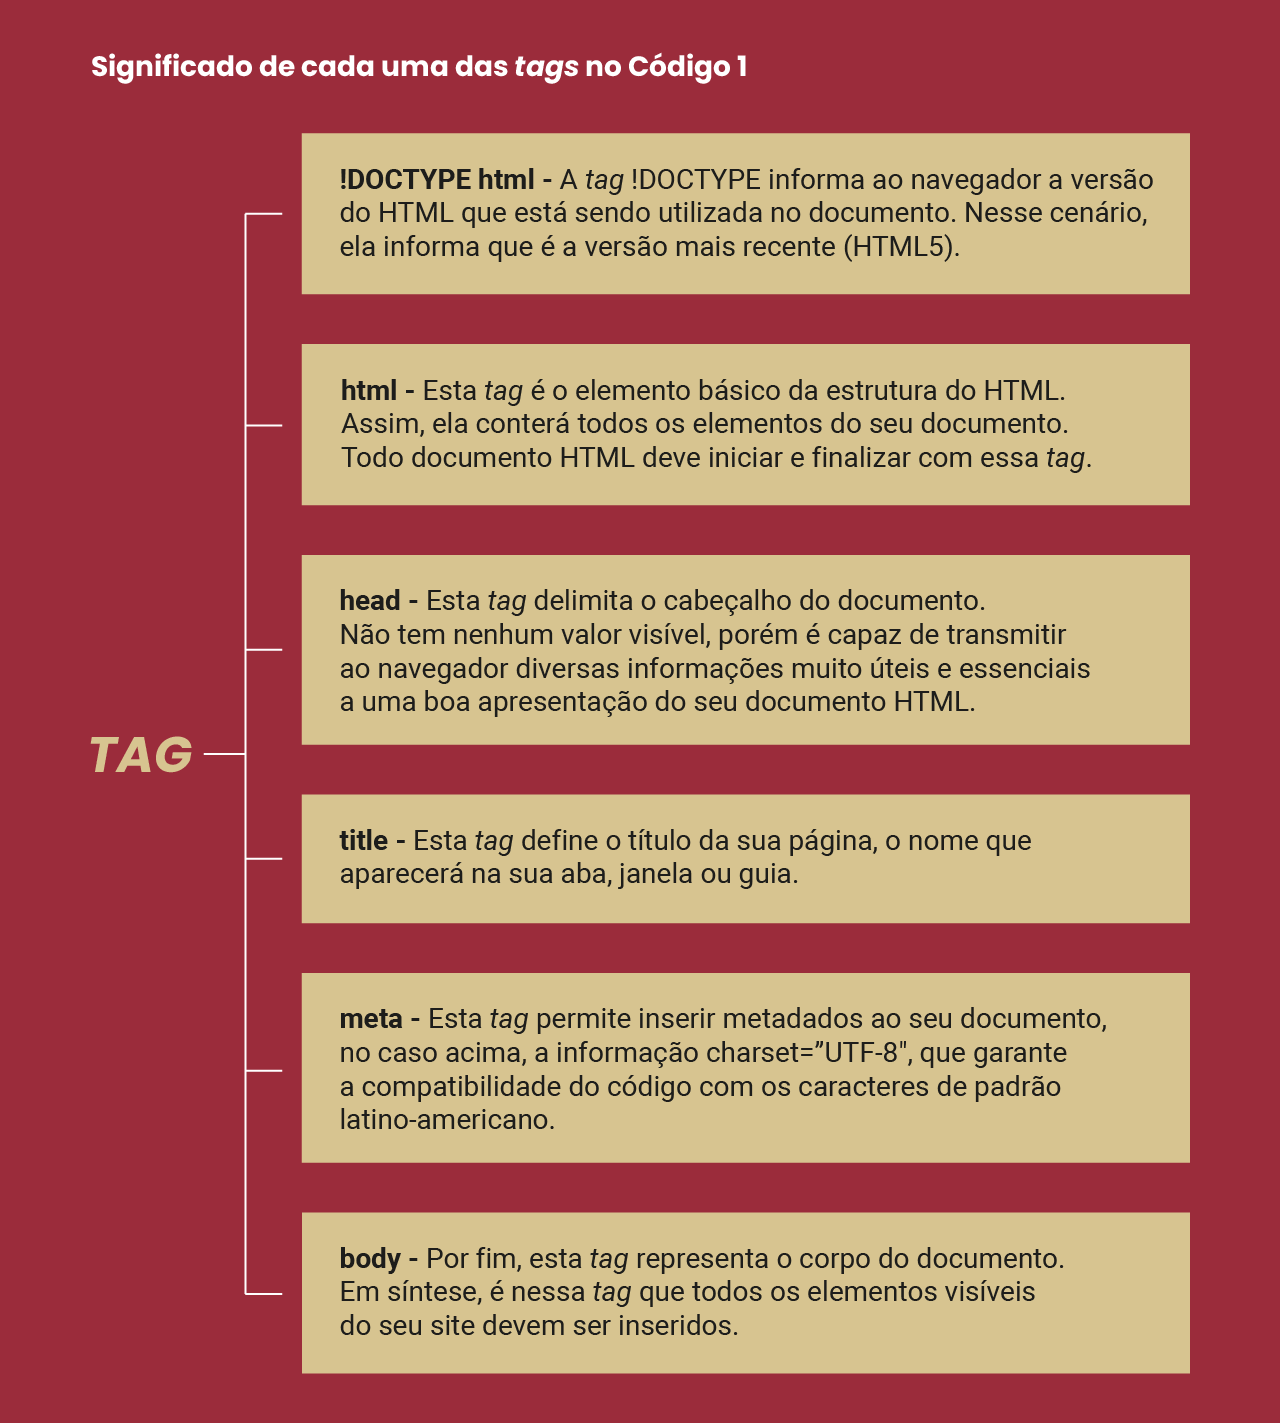 Significado de cada uma das tags no Código 1
!DOCTYPE html - A tag !DOCTYPE informa ao navegador a versão
do HTML que está sendo utilizada no documento. Nesse cenário,
ela informa que é a versão mais recente (HTML5).
html - Esta tag é o elemento básico da estrutura do HTML.
Assim, ela conterá todos os elementos do seu documento.
Todo documento HTML deve iniciar e finalizar com essa tag.
head - Esta tag delimita o cabeçalho do documento.
Não tem nenhum valor visível, porém é capaz de transmitir
ao navegador diversas informações muito úteis e essenciais
a uma boa apresentação do seu documento HTML.
TAG
title - Esta tag define o título da sua página, o nome que
aparecerá na sua aba, janela ou guia.
meta - Esta tag permite inserir metadados ao seu documento,
no caso acima, a informação charset=”UTF-8", que garante
a compatibilidade do código com os caracteres de padrão
latino-americano.
body - Por fim, esta tag representa o corpo do documento.
Em síntese, é nessa tag que todos os elementos visíveis
do seu site devem ser inseridos.